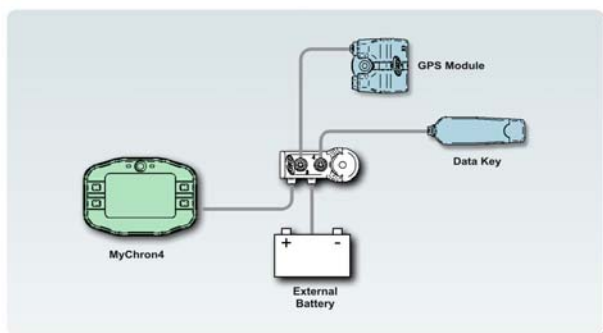 GPS Module
Data Key
MyChron4
+ -
External
Battery